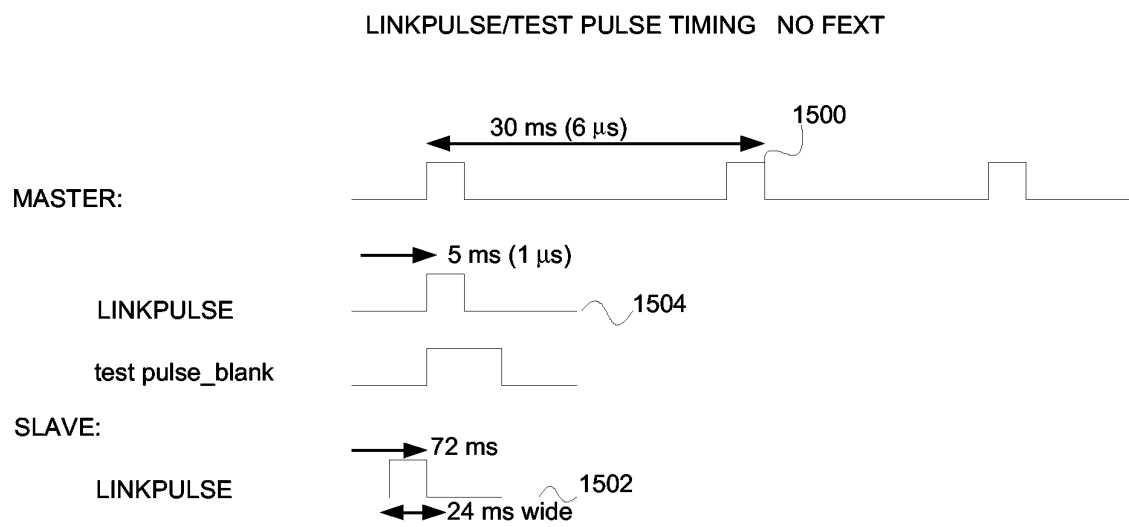 LINKPULSE/TEST PULSE TIMING NO FEXT
1500
30 ms (6 μs)
MASTER:
5 ms (1 μs)
LINKPULSE
1504
test pulse_blank
SLAVE:
72 ms
LINKPULSE
1502
24 ms wide